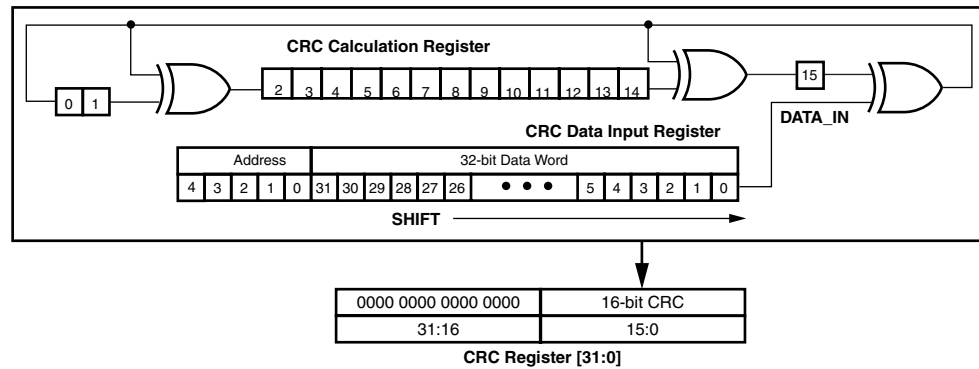 CRC Calculation Register
0 1
2 3 4 5 6 7 8 9 10 11 12 13 14
15
DATA_IN
CRC Data Input Register
Address 32-bit Data Word
4 3 2 1 0 31 30 29 28 27 26 • • • 5 4 3 2 1 0
SHIFT
0000 0000 0000 0000 16-bit CRC
31:16 15:0
CRC Register [31:0]